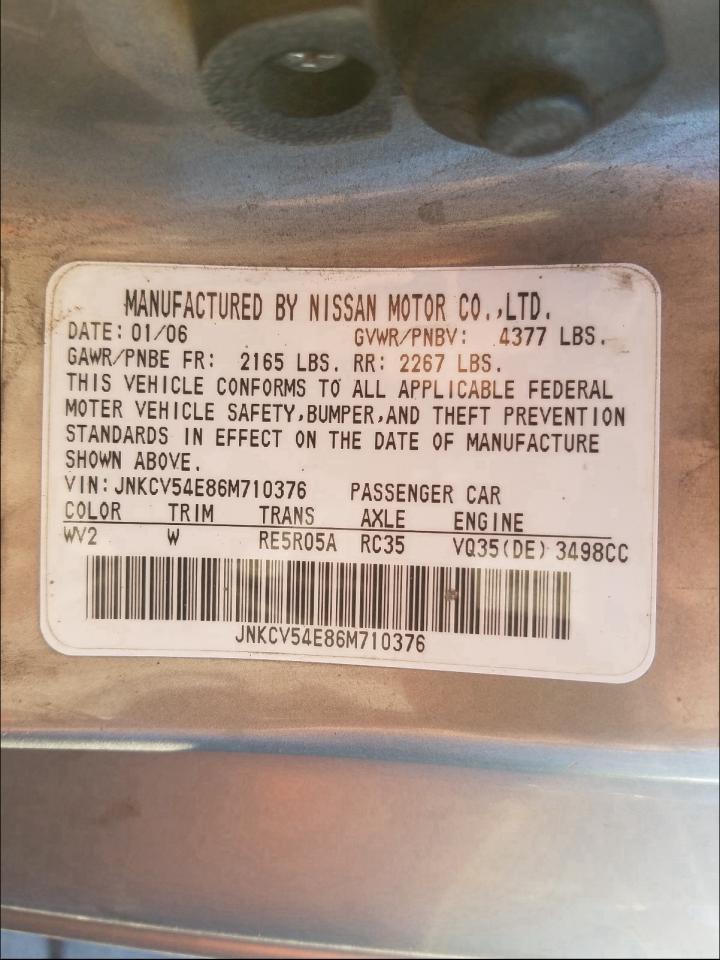 MANUFACTURED BY NISSAN MOTOR CO.,LTD.
DATE: 01/06 GVWR/PNBV: 4377 LBS.
GAWR/PNBE FR: 2165 LBS. RR: 2267 LBS.
THIS VEHICLE CONFORMS TO ALL APPLICABLE FEDERAL
MOTER VEHICLE SAFETY,BUMPER,AND THEFT PREVENTION
STANDARDS IN EFFECT ON THE DATE OF MANUFACTURE
SHOWN ABOVE.
VIN: JNKCV54E86M710376 PASSENGER CAR
COLOR TRIM TRANS AXLE ENGINE
WV2 W RE5R05A RC35 VQ35(DE) 3498CC
JNKCV54E86M710376